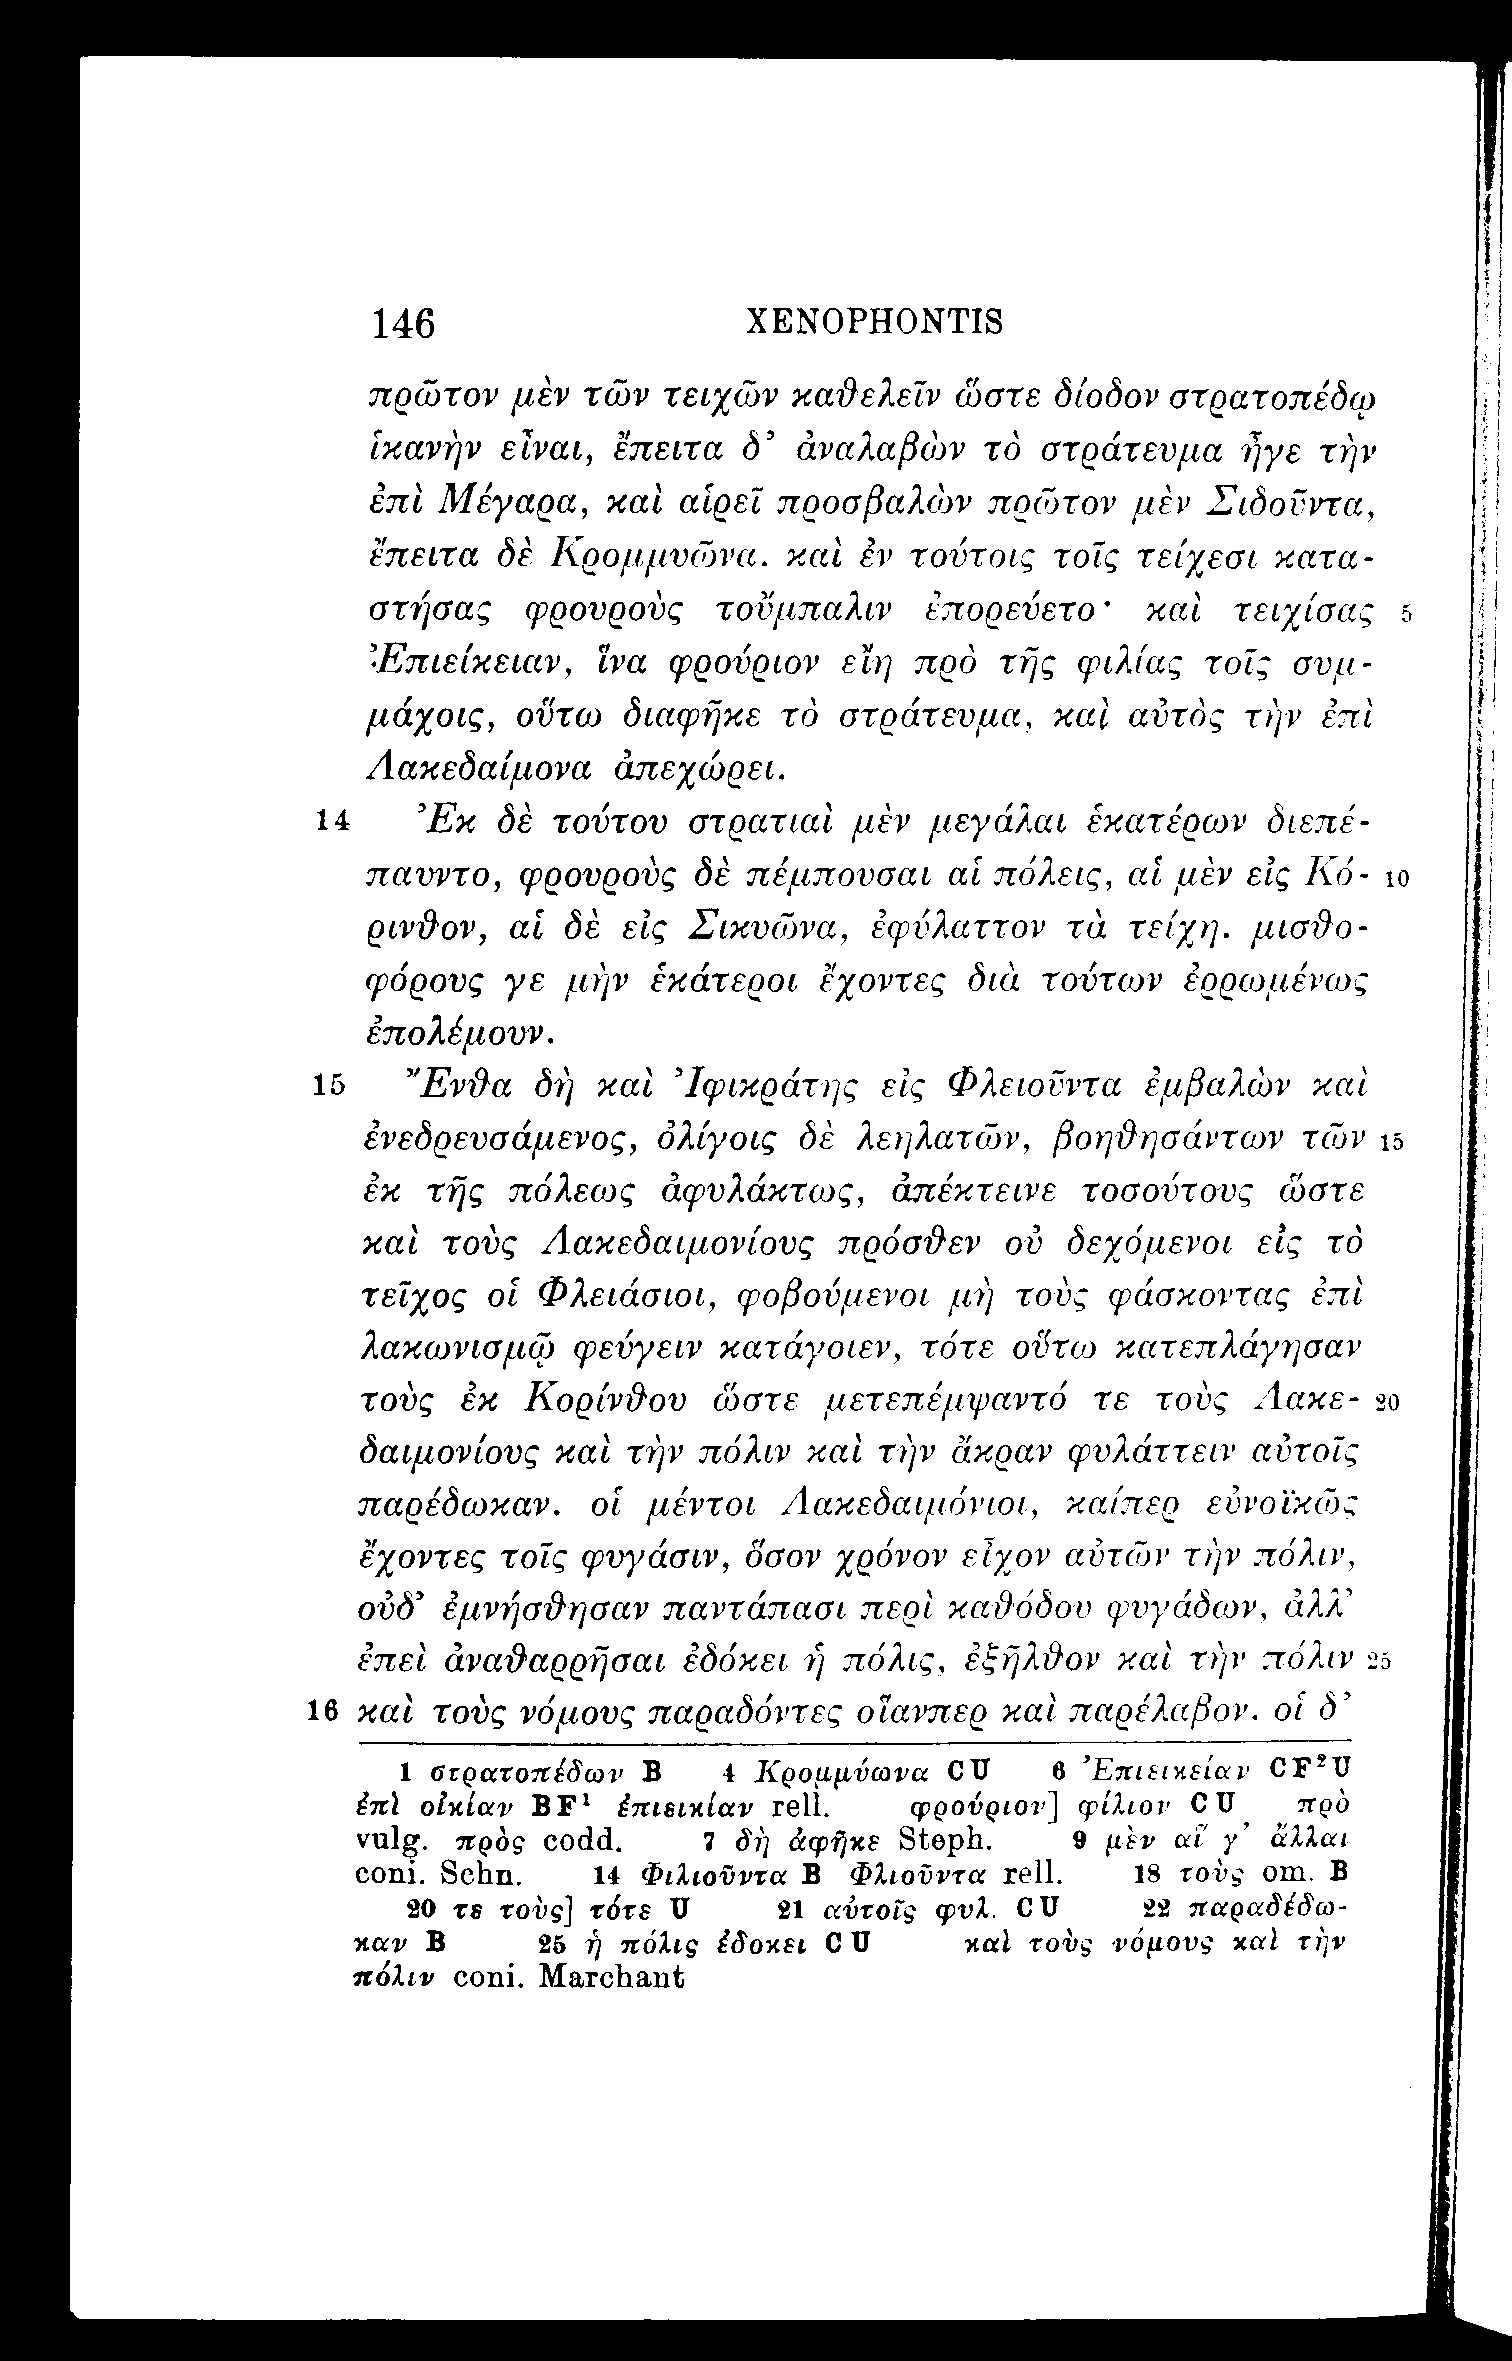 146 XENOPHONTIS
πρῶτον μὲν τῶν τειχῶν καθελεῖν ὥστε δίοδον στρατοπέδῳ
ἱκανὴν εἶναι, ἔπειτα δ’ ἀναλαβὼν τὸ στράτευμα ἦγε τὴν
ἐπὶ Μέγαρα, καὶ αἱρεῖ προσβαλὼν πρῶτον μὲν Σιδοῦντα,
ἔπειτα δὲ Κρομμυῶνα. καὶ ἐν τούτοις τοῖς τείχεσι κατα-
στήσας φρουροὺς τοὔμπαλιν ἐπορεύετο· καὶ τειχίσας 5
Ἐπιείκειαν, ἵνα φρούριον εἴη πρὸ τῆς φιλίας τοῖς συμ-
μάχοις, οὕτω διαφῆκε τὸ στράτευμα, καὶ αὐτὸς τὴν ἐπὶ
Λακεδαίμονα ἀπεχώρει.
14 Ἐκ δὲ τούτου στρατιαὶ μὲν μεγάλαι ἑκατέρων διεπέ-
παυντο, φρουροὺς δὲ πέμπουσαι αἱ πόλεις, αἱ μὲν εἰς Κό- 10
ρινθον, αἱ δὲ εἰς Σικυῶνα, ἐφύλαττον τὰ τείχη. μισθο-
φόρους γε μὴν ἑκάτεροι ἔχοντες διὰ τούτων ἐρρωμένως
ἐπολέμουν.
15 Ἔνθα δὴ καὶ Ἰφικράτης εἰς Φλειοῦντα ἐμβαλὼν καὶ
ἐνεδρευσάμενος, ὀλίγοις δὲ λεηλατῶν, βοηθησάντων τῶν 15
ἐκ τῆς πόλεως ἀφυλάκτως, ἀπέκτεινε τοσούτους ὥστε
καὶ τοὺς Λακεδαιμονίους πρόσθεν οὐ δεχόμενοι εἰς τὸ
τεῖχος οἱ Φλειάσιοι, φοβούμενοι μὴ τοὺς φάσκοντας ἐπὶ
λακωνισμῷ φεύγειν κατάγοιεν, τότε οὕτω κατεπλάγησαν
τοὺς ἐκ Κορίνθου ὥστε μετεπέμψαντό τε τοὺς Λακε- 20
δαιμονίους καὶ τὴν πόλιν καὶ τὴν ἄκραν φυλάττειν αὐτοῖς
παρέδωκαν. οἱ μέντοι Λακεδαιμόνιοι, καίπερ εὐνοϊκῶς
ἔχοντες τοῖς φυγάσιν, ὅσον χρόνον εἶχον αὐτῶν τὴν πόλιν,
οὐδ’ ἐμνήσθησαν παντάπασι περὶ καθόδου φυγάδων, ἀλλ’
ἐπεὶ ἀναθαρρῆσαι ἐδόκει ἡ πόλις, ἐξῆλθον καὶ τὴν πόλιν 25
16 καὶ τοὺς νόμους παραδόντες οἵανπερ καὶ παρέλαβον. οἱ δ’
1 στρατοπέδων B 4 Κρομμύωνα CU 6 Ἐπιεικείαν CF²U
ἐπὶ οἰκίαν BF¹ ἐπιεικίαν rell. φρούριον] φίλιον CU πρὸ
vulg. πρὸς codd. 7 δὴ ἀφῆκε Steph. 9 μὲν αἵ γ’ ἄλλαι
coni. Schn. 14 Φιλιοῦντα B Φλιοῦντα rell. 18 τοὺς om. B
20 τε τοὺς] τότε U 21 αὐτοῖς φυλ. CU 22 παραδέδω-
καν B 25 ἡ πόλις ἐδοκει CU καὶ τοὺς νόμους καὶ τὴν
πόλιν coni. Marchant